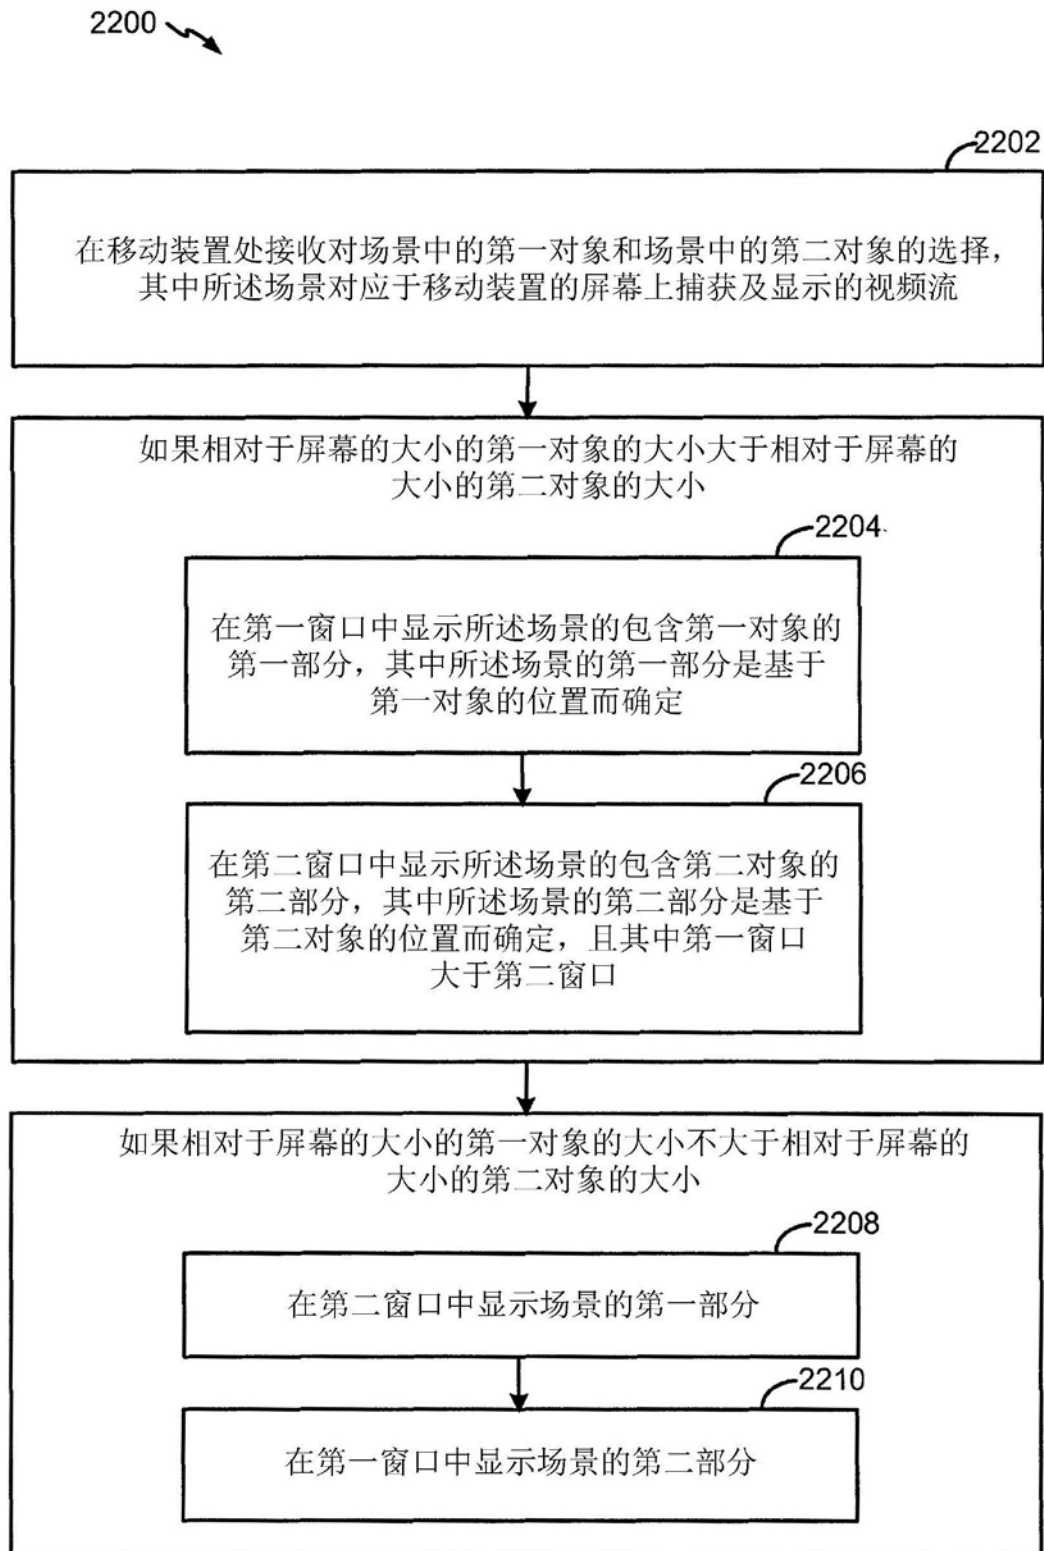 2200
2202
在移动装置处接收对场景中的第一对象和场景中的第二对象的选择，
其中所述场景对应于移动装置的屏幕上捕获及显示的视频流
如果相对于屏幕的大小的第一对象的大小大于相对于屏幕的
大小的第二对象的大小
2204
在第一窗口中显示所述场景的包含第一对象的
第一部分，其中所述场景的第一部分是基于
第一对象的位置而确定
2206
在第二窗口中显示所述场景的包含第二对象的
第二部分，其中所述场景的第二部分是基于
第二对象的位置而确定，且其中第一窗口
大于第二窗口
如果相对于屏幕的大小的第一对象的大小不大于相对于屏幕的
大小的第二对象的大小
2208
在第二窗口中显示场景的第一部分
2210
在第一窗口中显示场景的第二部分